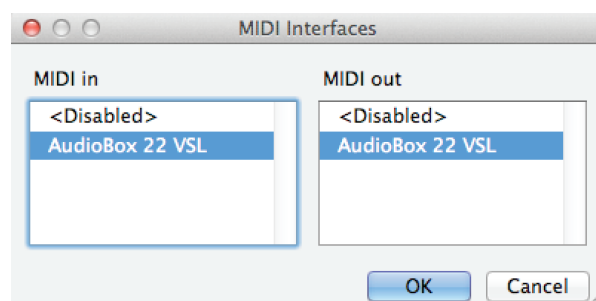 MIDI Interfaces
MIDI in
MIDI out
<Disabled>
AudioBox 22 VSL
<Disabled>
AudioBox 22 VSL
OK
Cancel